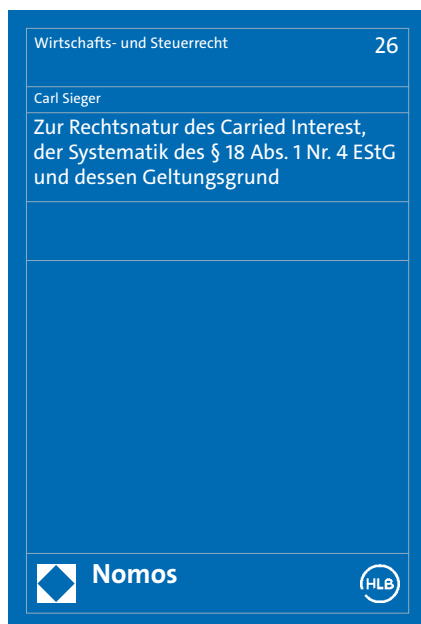 Wirtschafts- und Steuerrecht 26
Carl Sieger
Zur Rechtsnatur des Carried Interest,
der Systematik des § 18 Abs. 1 Nr. 4 EStG
und dessen Geltungsgrund
Nomos
HLB